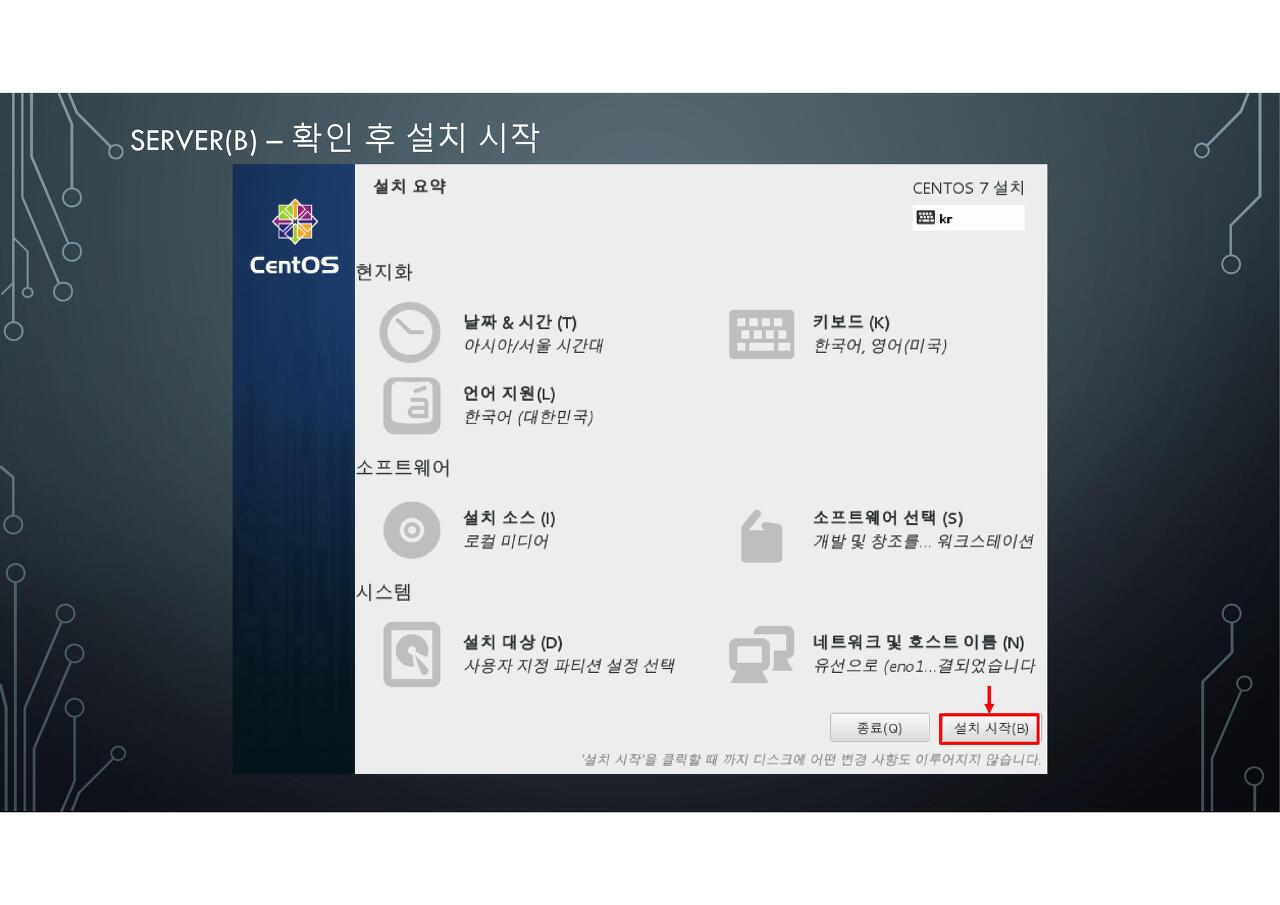 SERVER(B) – 확인 후 설치 시작
설치 요약
CENTOS 7 설치
kr
CentOS
현지화
날짜 & 시간 (T)
아시아/서울 시간대
키보드 (K)
한국어, 영어(미국)
언어 지원(L)
한국어 (대한민국)
소프트웨어
설치 소스 (I)
로컬 미디어
소프트웨어 선택 (S)
개발 및 창조를... 워크스테이션
시스템
설치 대상 (D)
사용자 지정 파티션 설정 선택
네트워크 및 호스트 이름 (N)
유선으로 (eno1...결되었습니다
종료(Q)
설치 시작(B)
'설치 시작'을 클릭할 때 까지 디스크에 어떤 변경 사항도 이루어지지 않습니다.